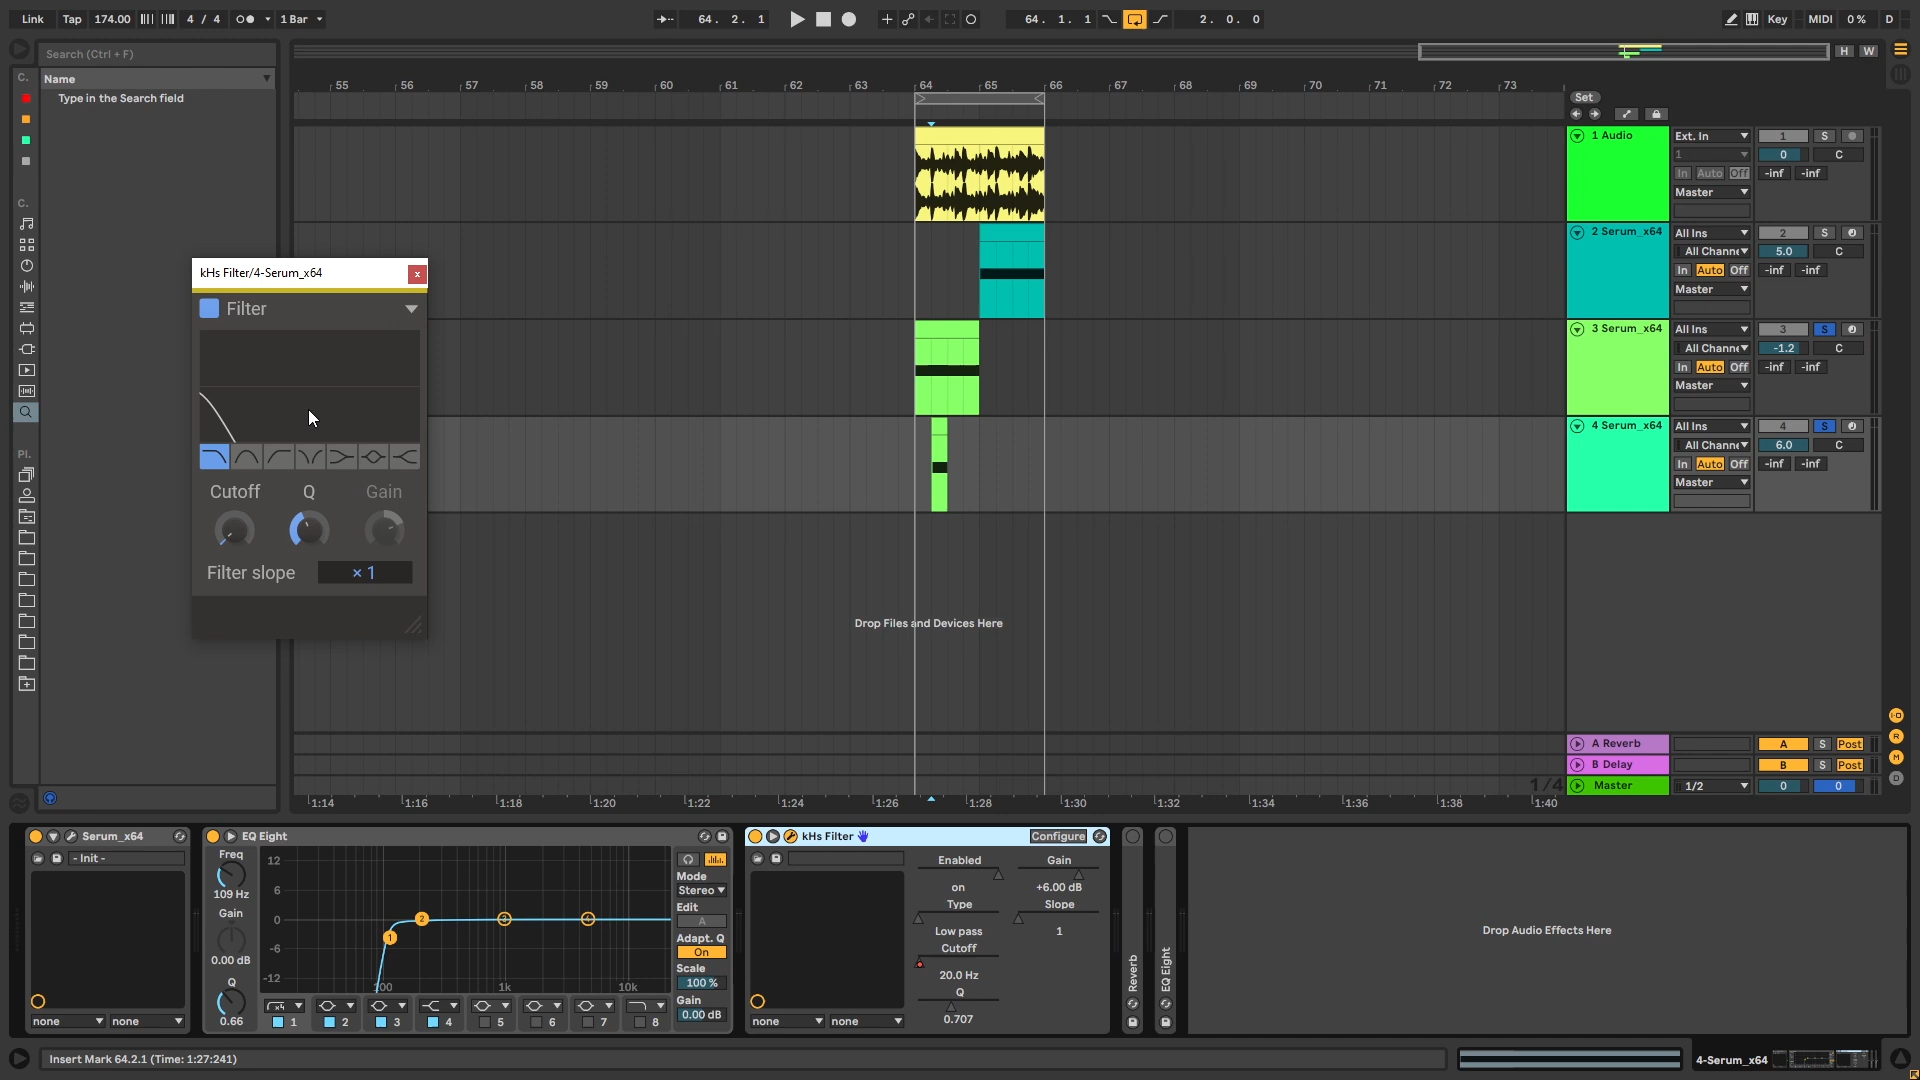 Link Tap 174.00 4 / 4 1 Bar 64. 2. 1 64. 1. 1 2. 0. 0 Key MIDI 0 % D
Search (Ctrl + F)
H W
C. Name
Type in the Search field
55 56 57 58 59 60 61 62 63 64 65 66 67 68 69 70 71 72 73
Set
1 Audio Ext. In 1 S
1 0 C
In Auto Off -inf -inf
Master
C.
2 Serum_x64 All Ins 2 S
All Channe 5.0 C
In Auto Off -inf -inf
Master
kHs Filter/4-Serum_x64 x
Filter
3 Serum_x64 All Ins 3 S
All Channe -1.2 C
In Auto Off -inf -inf
Master
4 Serum_x64 All Ins 4 S
All Channe 6.0 C
In Auto Off -inf -inf
Master
Pl.
Cutoff Q Gain
Filter slope × 1
Drop Files and Devices Here
A Reverb A S Post
B Delay B S Post
1/4 Master 1/2 0 0
1:14 1:16 1:18 1:20 1:22 1:24 1:26 1:28 1:30 1:32 1:34 1:36 1:38 1:40
Serum_x64
- Init -
none none
EQ Eight
Freq
109 Hz
Gain
0.00 dB
Q
0.66
12
6
0
-6
-12
100 1k 10k
1 2 3 4
1 2 3 4 5 6 7 8
Mode
Stereo
Edit
A
Adapt. Q
On
Scale
100 %
Gain
0.00 dB
kHs Filter Configure
none none
Enabled Gain
on +6.00 dB
Type Slope
Low pass 1
Cutoff
20.0 Hz
Q
0.707
Reverb
EQ Eight
Drop Audio Effects Here
Insert Mark 64.2.1 (Time: 1:27:241)
4-Serum_x64